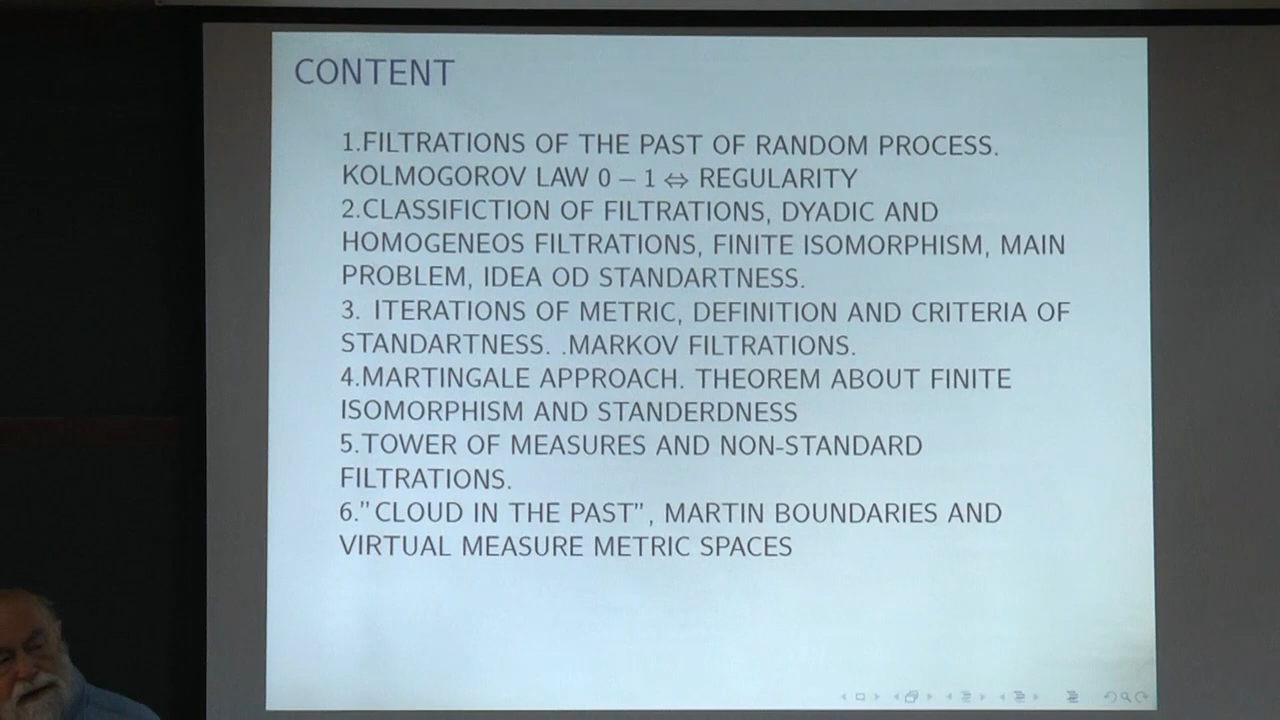 CONTENT
1.FILTRATIONS OF THE PAST OF RANDOM PROCESS.
KOLMOGOROV LAW 0 – 1 ⇔ REGULARITY
2.CLASSIFICTION OF FILTRATIONS, DYADIC AND
HOMOGENEOS FILTRATIONS, FINITE ISOMORPHISM, MAIN
PROBLEM, IDEA OD STANDARTNESS.
3. ITERATIONS OF METRIC, DEFINITION AND CRITERIA OF
STANDARTNESS. .MARKOV FILTRATIONS.
4.MARTINGALE APPROACH. THEOREM ABOUT FINITE
ISOMORPHISM AND STANDERDNESS
5.TOWER OF MEASURES AND NON-STANDARD
FILTRATIONS.
6."CLOUD IN THE PAST", MARTIN BOUNDARIES AND
VIRTUAL MEASURE METRIC SPACES